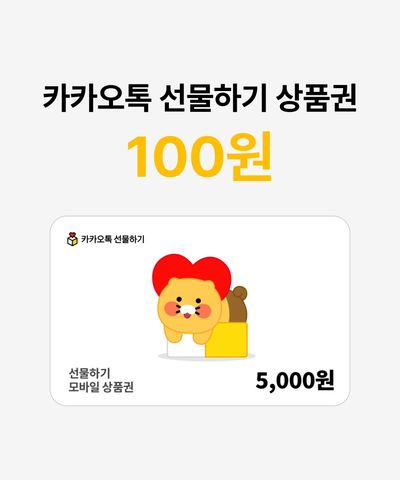 카카오톡 선물하기 상품권
100원
카카오톡 선물하기
선물하기
모바일 상품권
5,000원